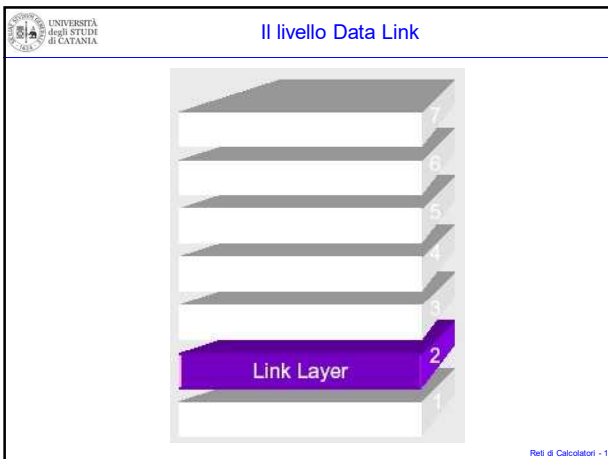 UNIVERSITÀ
degli STUDI
di CATANIA
Il livello Data Link
7
6
5
4
3
2
Link Layer
1
Reti di Calcolatori - 1